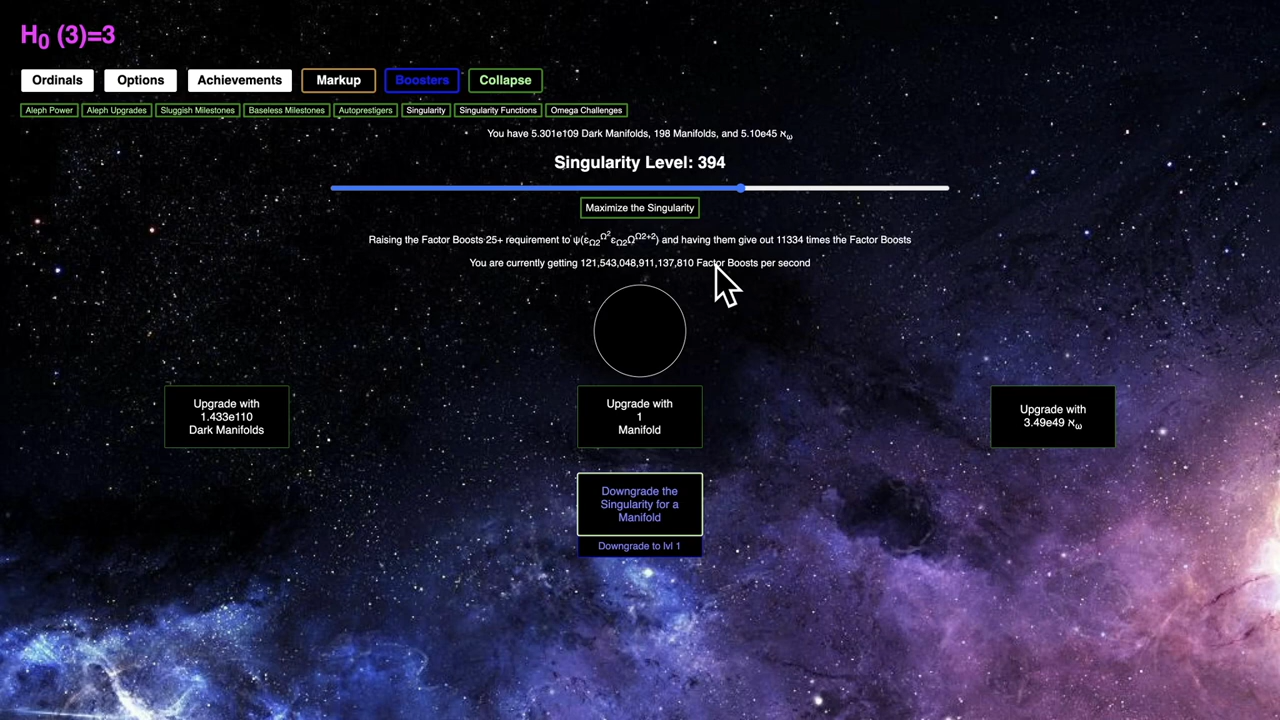 H₀ (3)=3
Ordinals Options Achievements Markup Boosters Collapse
Aleph Power Aleph Upgrades Sluggish Milestones Baseless Milestones Autoprestigers Singularity Singularity Functions Omega Challenges
You have 5.301e109 Dark Manifolds, 198 Manifolds, and 5.10e45 ℵω
Singularity Level: 394
Maximize the Singularity
Raising the Factor Boosts 25+ requirement to ψ(ε_Ω2^Ω^2 ε_Ω2Ω^Ω2+2) and having them give out 11334 times the Factor Boosts
You are currently getting 121,543,048,911,137,810 Factor Boosts per second
Upgrade with
1.433e110
Dark Manifolds
Upgrade with
1
Manifold
Upgrade with
3.49e49 ℵω
Downgrade the
Singularity for a
Manifold
Downgrade to lvl 1